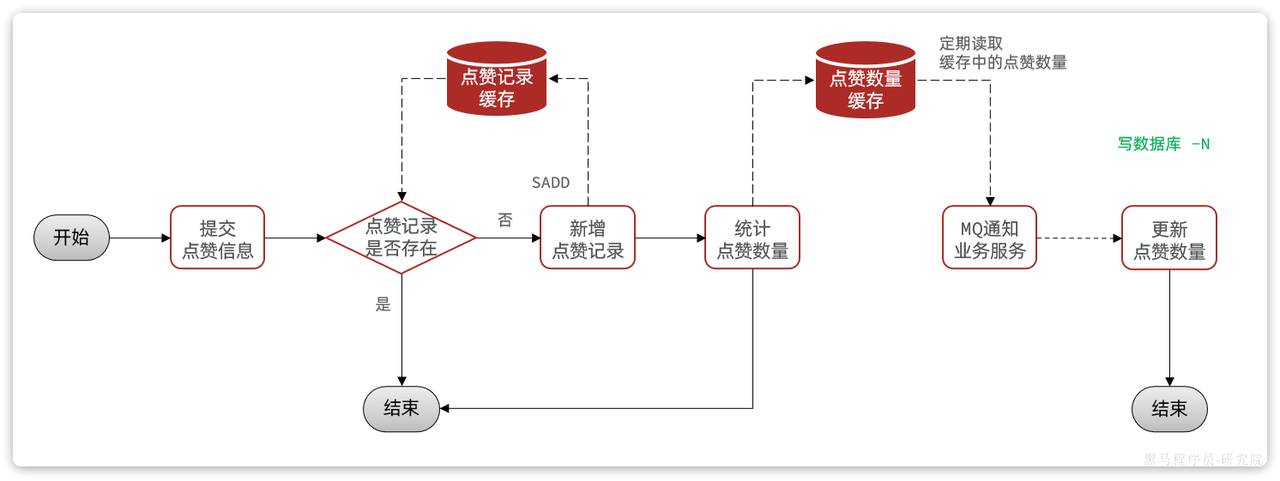 定期读取
缓存中的点赞数量
点赞记录
缓存
点赞数量
缓存
写数据库 -N
SADD
开始
提交
点赞信息
点赞记录
是否存在
否
新增
点赞记录
统计
点赞数量
MQ通知
业务服务
更新
点赞数量
是
结束
结束
黑马程序员-研究院